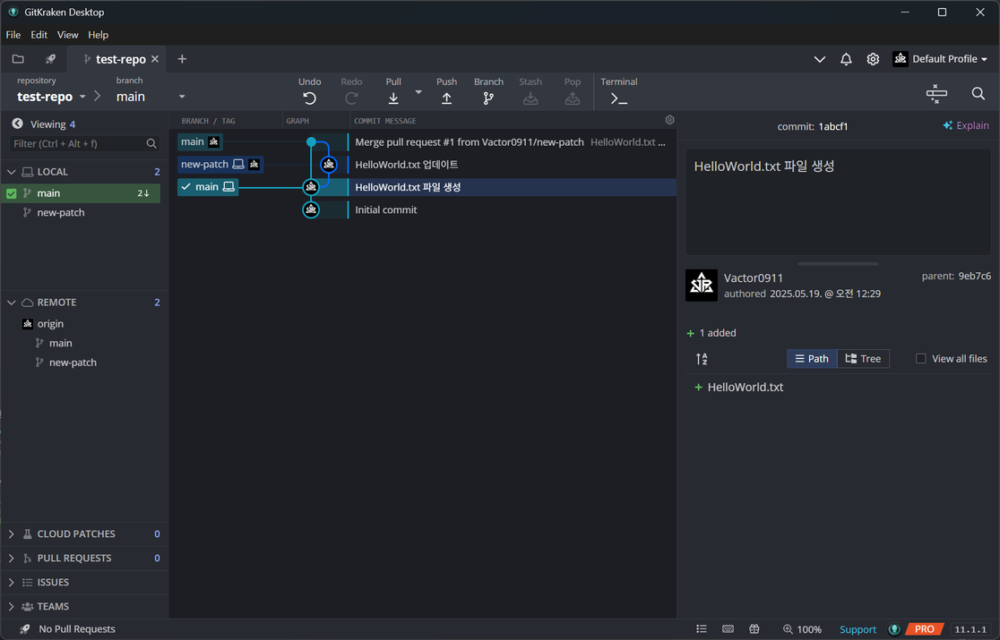 GitKraken Desktop
File Edit View Help
test-repo
Default Profile
repository
test-repo
branch
main
Undo
Redo
Pull
Push
Branch
Stash
Pop
Terminal
Viewing 4
Filter (Ctrl + Alt + f)
LOCAL 2
main 2↓
new-patch
REMOTE 2
origin
main
new-patch
CLOUD PATCHES 0
PULL REQUESTS 0
ISSUES
TEAMS
BRANCH / TAG GRAPH COMMIT MESSAGE
main Merge pull request #1 from Vactor0911/new-patch HelloWorld.txt ...
new-patch HelloWorld.txt 업데이트
main HelloWorld.txt 파일 생성
Initial commit
commit: 1abcf1
Explain
HelloWorld.txt 파일 생성
Vactor0911
authored 2025.05.19. @ 오전 12:29
parent: 9eb7c6
1 added
Path Tree View all files
HelloWorld.txt
No Pull Requests
100%
Support
PRO
11.1.1